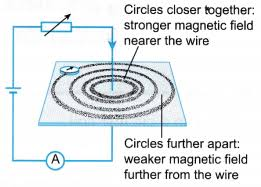 Circles closer together:
stronger magnetic field
nearer the wire
A
Circles further apart:
weaker magnetic field
further from the wire